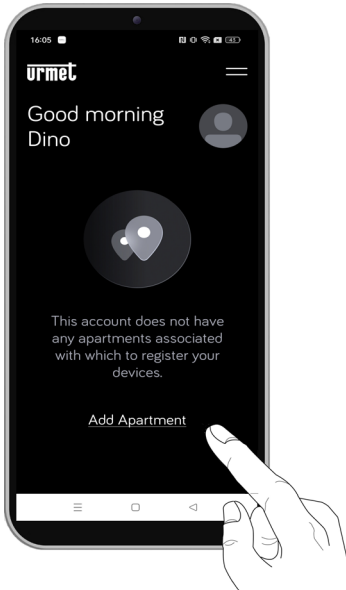 16:05
45
urmet
Good morning
Dino
This account does not have
any apartments associated
with which to register your
devices.
Add Apartment